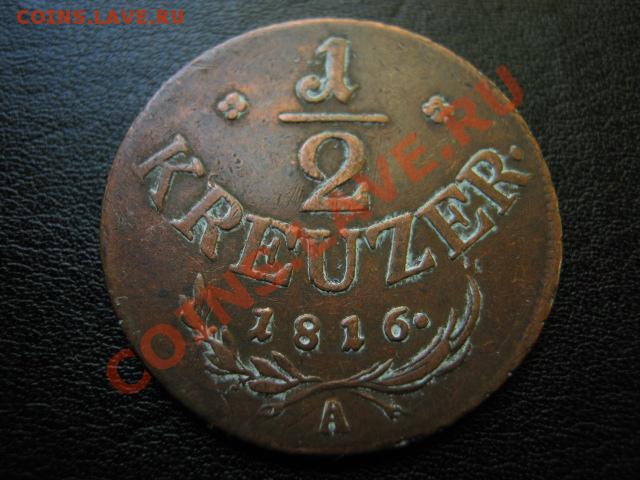 COINS.LAVE.RU
1
2
KREUZER.
1816.
A
COINS.LAVE.RU